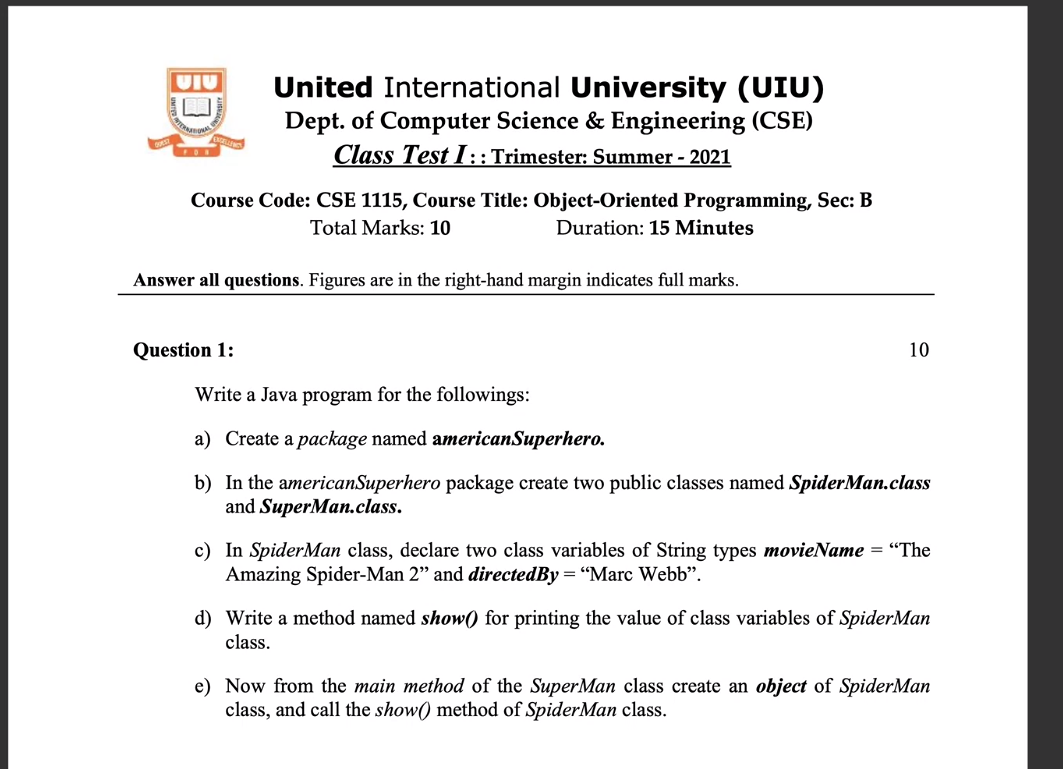 UIU
UNITED INTERNATIONAL UNIVERSITY
QUEST FOR EXCELLENCE
United International University (UIU)
Dept. of Computer Science & Engineering (CSE)
Class Test I : : Trimester: Summer - 2021
Course Code: CSE 1115, Course Title: Object-Oriented Programming, Sec: B
Total Marks: 10 Duration: 15 Minutes
Answer all questions. Figures are in the right-hand margin indicates full marks.
Question 1: 10
Write a Java program for the followings:
a) Create a package named americanSuperhero.
b) In the americanSuperhero package create two public classes named SpiderMan.class
and SuperMan.class.
c) In SpiderMan class, declare two class variables of String types movieName = “The
Amazing Spider-Man 2” and directedBy = “Marc Webb”.
d) Write a method named show() for printing the value of class variables of SpiderMan
class.
e) Now from the main method of the SuperMan class create an object of SpiderMan
class, and call the show() method of SpiderMan class.